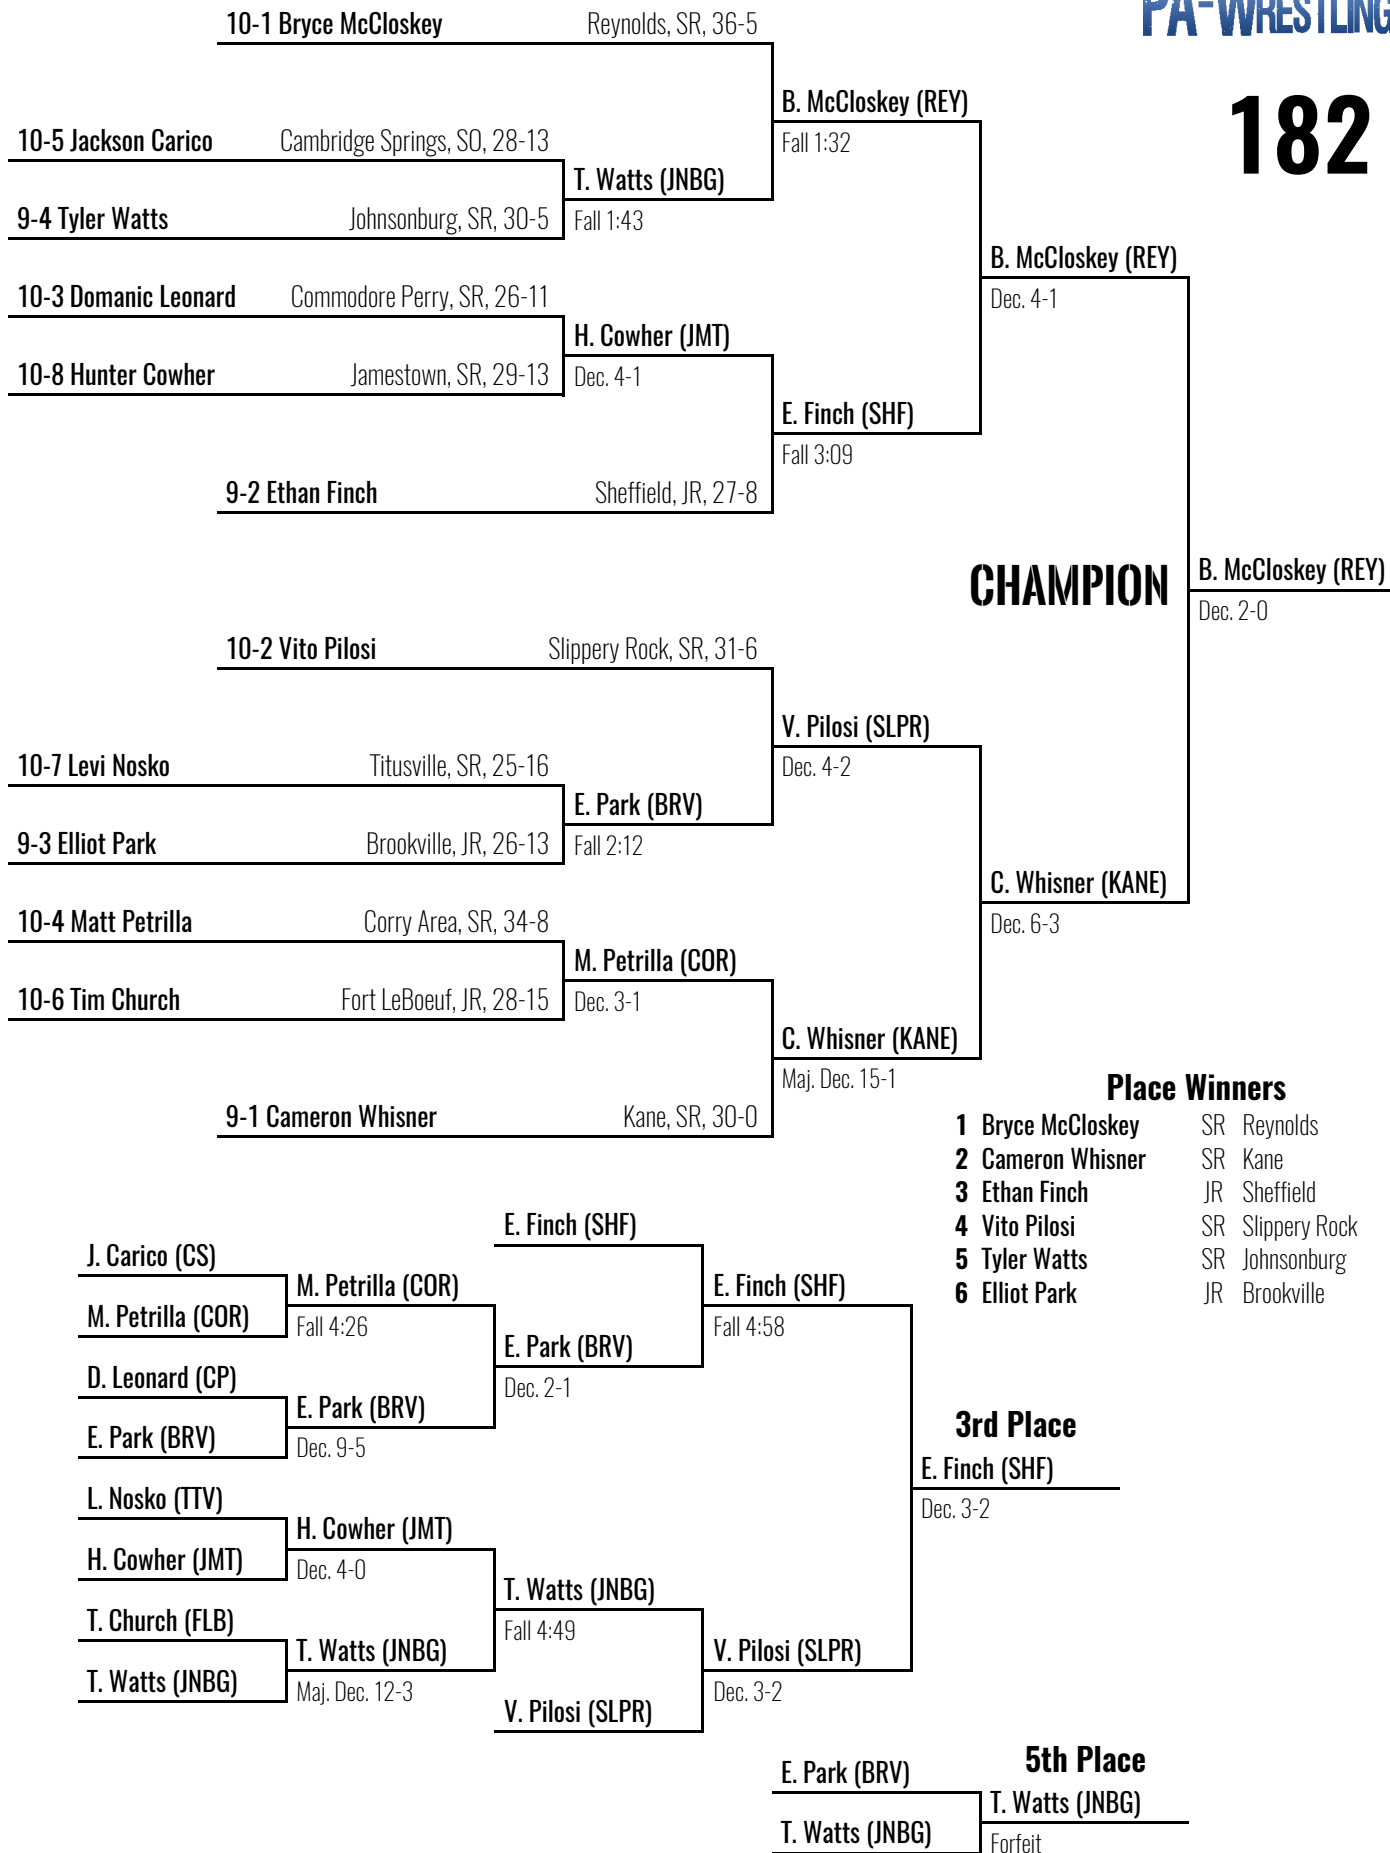 PA-WRESTLING
182
10-1 Bryce McCloskey Reynolds, SR, 36-5
B. McCloskey (REY)
Fall 1:32
10-5 Jackson Carico Cambridge Springs, SO, 28-13
T. Watts (JNBG)
Fall 1:43
9-4 Tyler Watts Johnsonburg, SR, 30-5
B. McCloskey (REY)
Dec. 4-1
10-3 Domanic Leonard Commodore Perry, SR, 26-11
H. Cowher (JMT)
Dec. 4-1
10-8 Hunter Cowher Jamestown, SR, 29-13
E. Finch (SHF)
Fall 3:09
9-2 Ethan Finch Sheffield, JR, 27-8
CHAMPION
B. McCloskey (REY)
Dec. 2-0
10-2 Vito Pilosi Slippery Rock, SR, 31-6
V. Pilosi (SLPR)
Dec. 4-2
10-7 Levi Nosko Titusville, SR, 25-16
E. Park (BRV)
Fall 2:12
9-3 Elliot Park Brookville, JR, 26-13
C. Whisner (KANE)
Dec. 6-3
10-4 Matt Petrilla Corry Area, SR, 34-8
M. Petrilla (COR)
Dec. 3-1
10-6 Tim Church Fort LeBoeuf, JR, 28-15
C. Whisner (KANE)
Maj. Dec. 15-1
9-1 Cameron Whisner Kane, SR, 30-0
Place Winners
1 Bryce McCloskey SR Reynolds
2 Cameron Whisner SR Kane
3 Ethan Finch JR Sheffield
4 Vito Pilosi SR Slippery Rock
5 Tyler Watts SR Johnsonburg
6 Elliot Park JR Brookville
E. Finch (SHF)
J. Carico (CS)
M. Petrilla (COR)
Fall 4:26
M. Petrilla (COR)
E. Finch (SHF)
Fall 4:58
E. Park (BRV)
Dec. 2-1
D. Leonard (CP)
E. Park (BRV)
Dec. 9-5
E. Park (BRV)
3rd Place
E. Finch (SHF)
Dec. 3-2
L. Nosko (TTV)
H. Cowher (JMT)
Dec. 4-0
H. Cowher (JMT)
T. Watts (JNBG)
Fall 4:49
T. Church (FLB)
T. Watts (JNBG)
Maj. Dec. 12-3
T. Watts (JNBG)
V. Pilosi (SLPR)
Dec. 3-2
V. Pilosi (SLPR)
5th Place
E. Park (BRV)
T. Watts (JNBG)
Forfeit
T. Watts (JNBG)